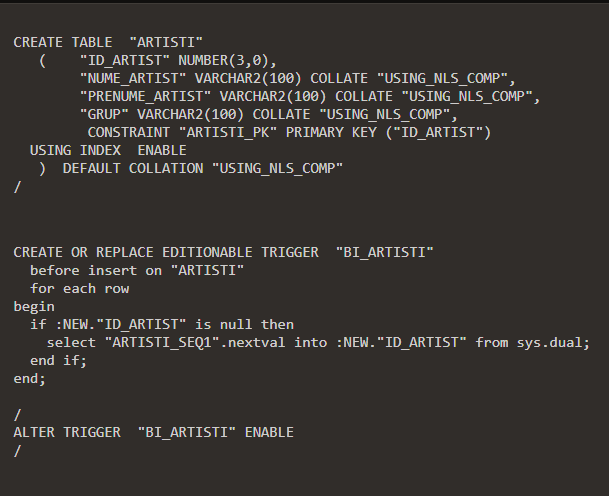 CREATE TABLE  "ARTISTI"
   (    "ID_ARTIST" NUMBER(3,0),
        "NUME_ARTIST" VARCHAR2(100) COLLATE "USING_NLS_COMP",
        "PRENUME_ARTIST" VARCHAR2(100) COLLATE "USING_NLS_COMP",
        "GRUP" VARCHAR2(100) COLLATE "USING_NLS_COMP",
         CONSTRAINT "ARTISTI_PK" PRIMARY KEY ("ID_ARTIST")
  USING INDEX  ENABLE
   )  DEFAULT COLLATION "USING_NLS_COMP"
/
CREATE OR REPLACE EDITIONABLE TRIGGER  "BI_ARTISTI"
  before insert on "ARTISTI"
  for each row
begin
  if :NEW."ID_ARTIST" is null then
    select "ARTISTI_SEQ1".nextval into :NEW."ID_ARTIST" from sys.dual;
  end if;
end;
/
ALTER TRIGGER  "BI_ARTISTI" ENABLE
/